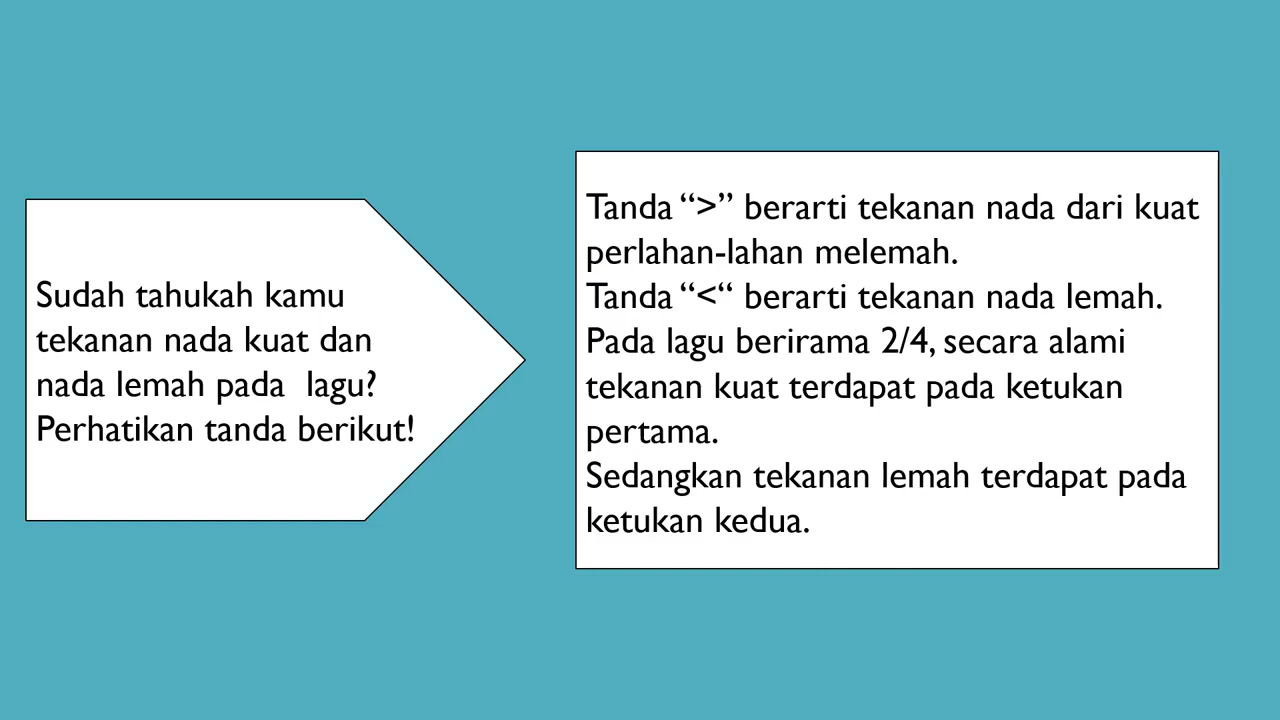 Sudah tahukah kamu
tekanan nada kuat dan
nada lemah pada  lagu?
Perhatikan tanda berikut!
Tanda “>” berarti tekanan nada dari kuat
perlahan-lahan melemah.
Tanda “<“ berarti tekanan nada lemah.
Pada lagu berirama 2/4, secara alami
tekanan kuat terdapat pada ketukan
pertama.
Sedangkan tekanan lemah terdapat pada
ketukan kedua.